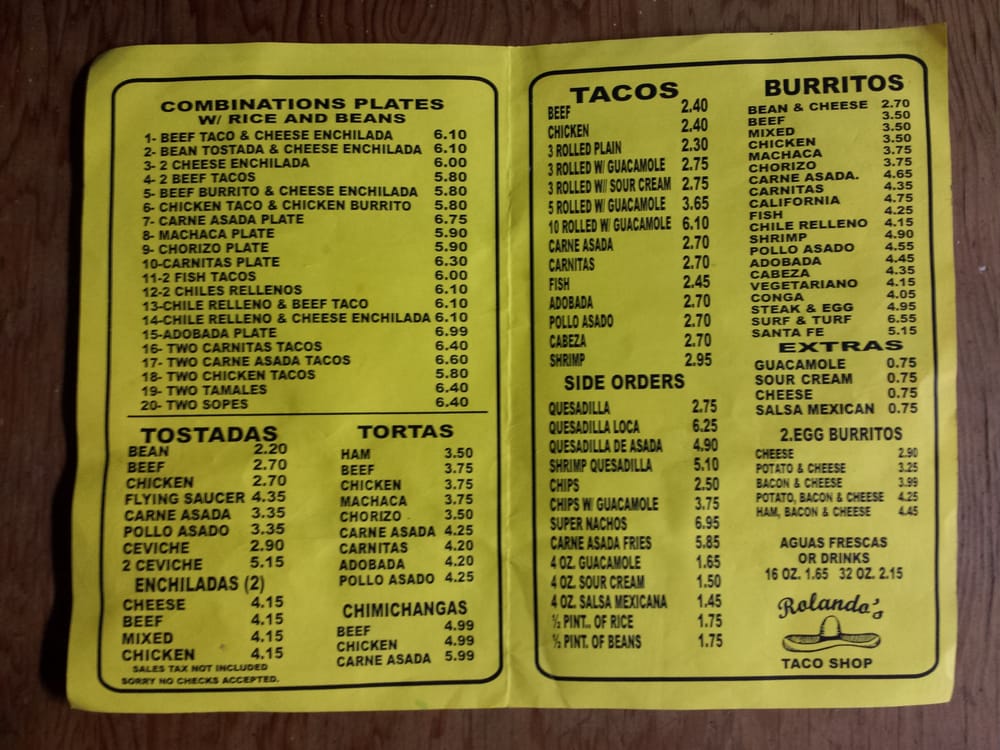 COMBINATIONS PLATES
W/ RICE AND BEANS
1- BEEF TACO & CHEESE ENCHILADA 6.10
2- BEAN TOSTADA & CHEESE ENCHILADA 6.10
3- 2 CHEESE ENCHILADA 6.00
4- 2 BEEF TACOS 5.80
5- BEEF BURRITO & CHEESE ENCHILADA 5.80
6- CHICKEN TACO & CHICKEN BURRITO 5.80
7- CARNE ASADA PLATE 6.75
8- MACHACA PLATE 5.90
9- CHORIZO PLATE 5.90
10-CARNITAS PLATE 6.30
11-2 FISH TACOS 6.00
12-2 CHILES RELLENOS 6.10
13-CHILE RELLENO & BEEF TACO 6.10
14-CHILE RELLENO & CHEESE ENCHILADA 6.10
15-ADOBADA PLATE 6.99
16- TWO CARNITAS TACOS 6.40
17- TWO CARNE ASADA TACOS 6.60
18- TWO CHICKEN TACOS 5.80
19- TWO TAMALES 6.40
20- TWO SOPES 6.40
TOSTADAS
BEAN 2.20
BEEF 2.70
CHICKEN 2.70
FLYING SAUCER 4.35
CARNE ASADA 3.35
POLLO ASADO 3.35
CEVICHE 2.90
2 CEVICHE 5.15
ENCHILADAS (2)
CHEESE 4.15
BEEF 4.15
MIXED 4.15
CHICKEN 4.15
SALES TAX NOT INCLUDED
SORRY NO CHECKS ACCEPTED.
TORTAS
HAM 3.50
BEEF 3.75
CHICKEN 3.75
MACHACA 3.75
CHORIZO 3.50
CARNE ASADA 4.25
CARNITAS 4.20
ADOBADA 4.20
POLLO ASADO 4.25
CHIMICHANGAS
BEEF 4.99
CHICKEN 4.99
CARNE ASADA 5.99
TACOS
BEEF 2.40
CHICKEN 2.40
3 ROLLED PLAIN 2.30
3 ROLLED W/ GUACAMOLE 2.75
3 ROLLED W// SOUR CREAM 2.75
5 ROLLED W/ GUACAMOLE 3.65
10 ROLLED W/ GUACAMOLE 6.10
CARNE ASADA 2.70
CARNITAS 2.70
FISH 2.45
ADOBADA 2.70
POLLO ASADO 2.70
CABEZA 2.70
SHRIMP 2.95
SIDE ORDERS
QUESADILLA 2.75
QUESADILLA LOCA 6.25
QUESADILLA DE ASADA 4.90
SHRIMP QUESADILLA 5.10
CHIPS 2.50
CHIPS W/ GUACAMOLE 3.75
SUPER NACHOS 6.95
CARNE ASADA FRIES 5.85
4 OZ. GUACAMOLE 1.65
4 OZ. SOUR CREAM 1.50
4 OZ. SALSA MEXICANA 1.45
½ PINT.. OF RICE 1.75
½ PINT. OF BEANS 1.75
BURRITOS
BEAN & CHEESE 2.70
BEEF 3.50
MIXED 3.50
CHICKEN 3.50
MACHACA 3.75
CHORIZO 3.75
CARNE ASADA. 4.65
CARNITAS 4.35
CALIFORNIA 4.75
FISH 4.25
CHILE RELLENO 4.15
SHRIMP 4.90
POLLO ASADO 4.55
ADOBADA 4.45
CABEZA 4.35
VEGETARIANO 4.15
CONGA 4.05
STEAK & EGG 4.95
SURF & TURF 6.55
SANTA FE 5.15
EXTRAS
GUACAMOLE 0.75
SOUR CREAM 0.75
CHEESE 0.75
SALSA MEXICAN 0.75
2.EGG BURRITOS
CHEESE 2.90
POTATO & CHEESE 3.25
BACON & CHEESE 3.99
POTATO, BACON & CHEESE 4.25
HAM, BACON & CHEESE 4.45
AGUAS FRESCAS
OR DRINKS
16 OZ. 1.65 32 OZ. 2.15
Rolando's
TACO SHOP